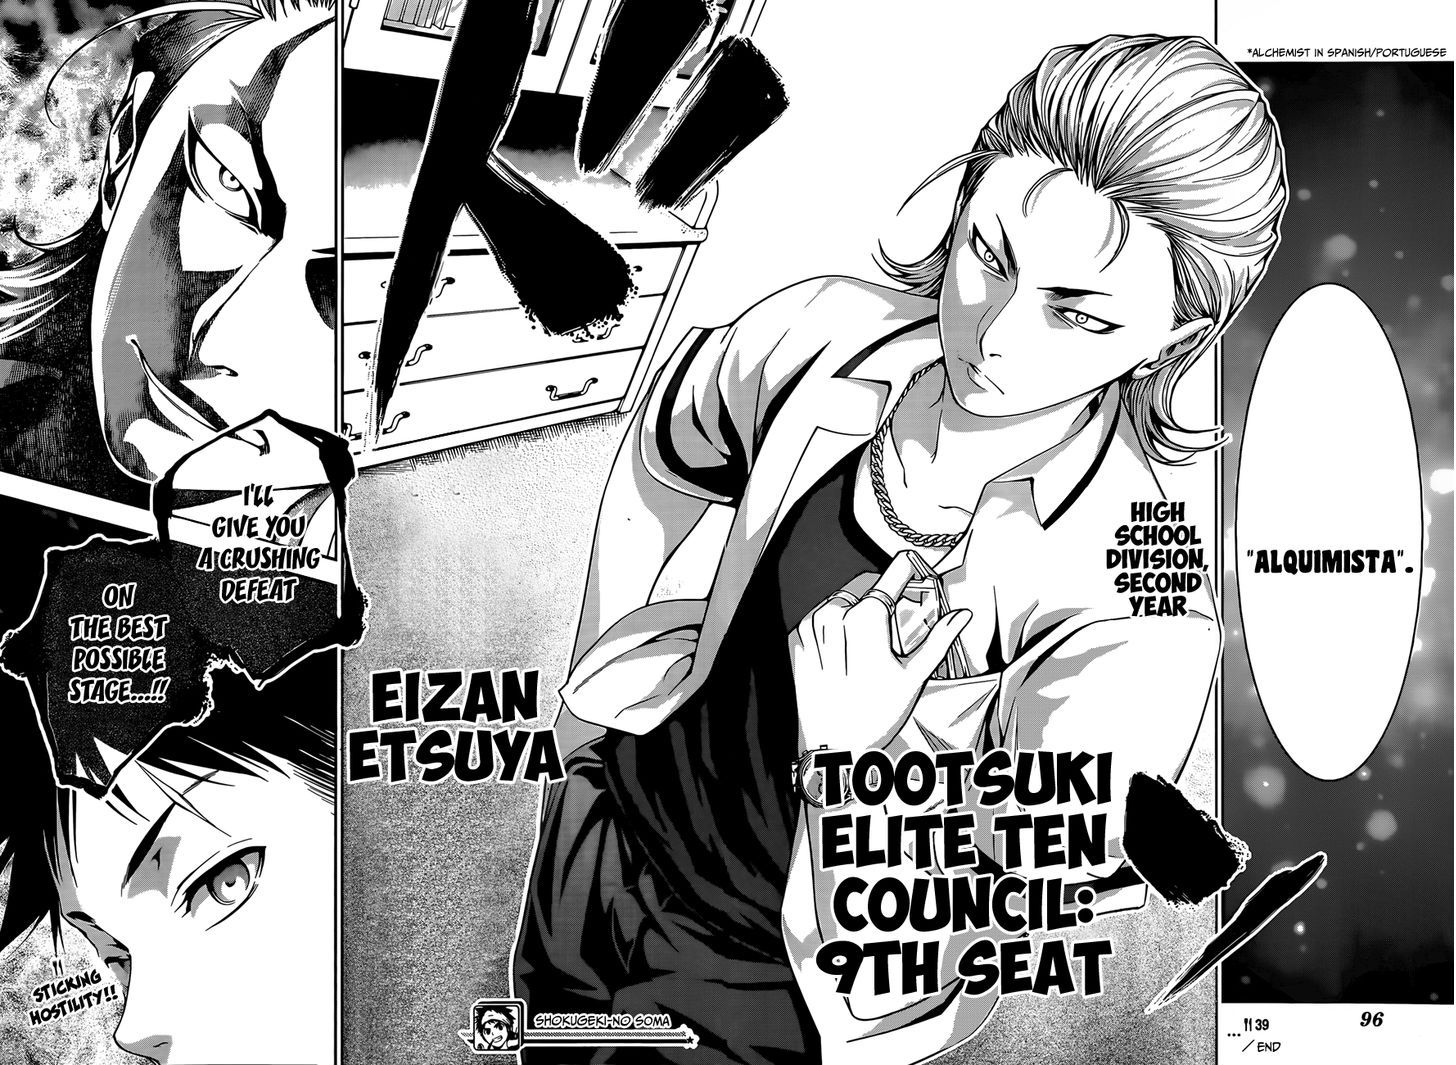 *ALCHEMIST IN SPANISH/PORTUGUESE
"ALQUIMISTA".
HIGH
SCHOOL
DIVISION,
SECOND
YEAR
TOOTSUKI
ELITE TEN
COUNCIL:
9TH SEAT
EIZAN
ETSUYA
I'LL
GIVE YOU
A CRUSHING
DEFEAT
ON
THE BEST
POSSIBLE
STAGE...!!
STICKING
HOSTILITY!!
SHOKUGEKI-NO SOMA
96
... 39
/ END